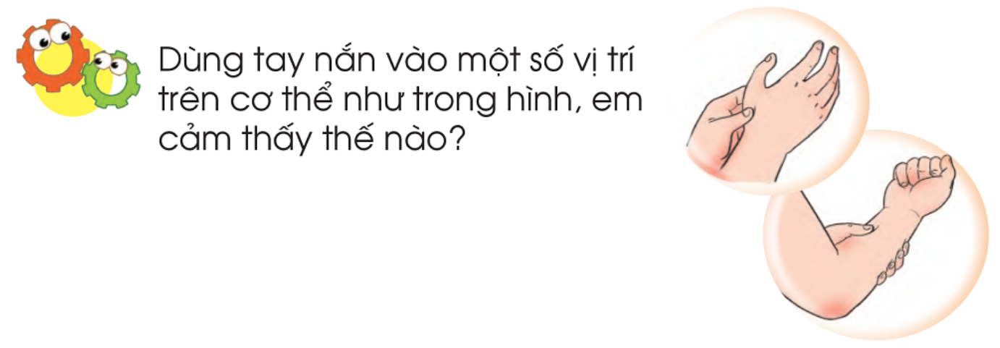 Dùng tay nắn vào một số vị trí
trên cơ thể như trong hình, em
cảm thấy thế nào?